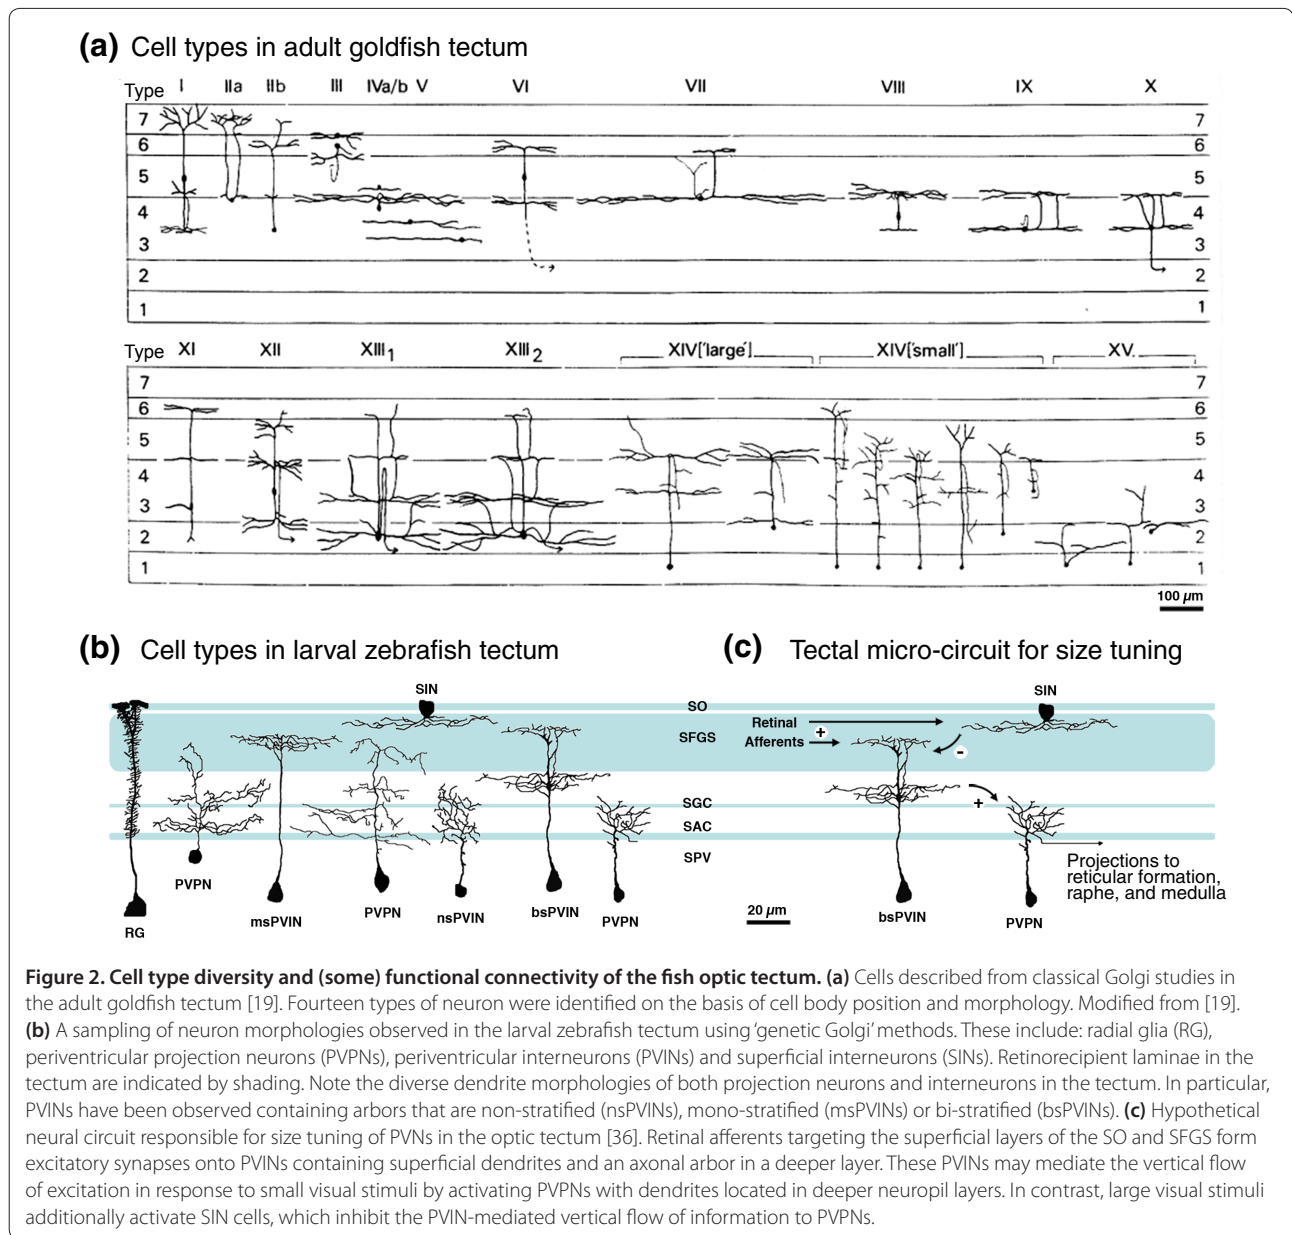 (a) Cell types in adult goldfish tectum
Type I IIa IIb III IVa/b V VI VII VIII IX X
7 7
6 6
5 5
4 4
3 3
2 2
1 1
Type XI XII XIII1 XIII2 XIV['large'] XIV['small'] XV.
7 7
6 6
5 5
4 4
3 3
2 2
1 1
100 µm
(b) Cell types in larval zebrafish tectum
SIN
SO
SFGS
SGC
SAC
SPV
RG
PVPN
msPVIN
PVPN
nsPVIN
bsPVIN
PVPN
20 µm
(c) Tectal micro-circuit for size tuning
SIN
Retinal
+
Afferents
-
+
Projections to
reticular formation,
raphe, and medulla
bsPVIN
PVPN
Figure 2. Cell type diversity and (some) functional connectivity of the fish optic tectum. (a) Cells described from classical Golgi studies in
the adult goldfish tectum [19]. Fourteen types of neuron were identified on the basis of cell body position and morphology. Modified from [19].
(b) A sampling of neuron morphologies observed in the larval zebrafish tectum using 'genetic Golgi' methods. These include: radial glia (RG),
periventricular projection neurons (PVPNs), periventricular interneurons (PVINs) and superficial interneurons (SINs). Retinorecipient laminae in the
tectum are indicated by shading. Note the diverse dendrite morphologies of both projection neurons and interneurons in the tectum. In particular,
PVINs have been observed containing arbors that are non-stratified (nsPVINs), mono-stratified (msPVINs) or bi-stratified (bsPVINs). (c) Hypothetical
neural circuit responsible for size tuning of PVNs in the optic tectum [36]. Retinal afferents targeting the superficial layers of the SO and SFGS form
excitatory synapses onto PVINs containing superficial dendrites and an axonal arbor in a deeper layer. These PVINs may mediate the vertical flow
of excitation in response to small visual stimuli by activating PVPNs with dendrites located in deeper neuropil layers. In contrast, large visual stimuli
additionally activate SIN cells, which inhibit the PVIN-mediated vertical flow of information to PVPNs.